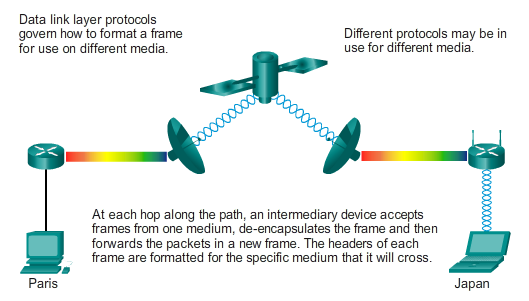 Data link layer protocols
govern how to format a frame
for use on different media.
Different protocols may be in
use for different media.
At each hop along the path, an intermediary device accepts
frames from one medium, de-encapsulates the frame and then
forwards the packets in a new frame. The headers of each
frame are formatted for the specific medium that it will cross.
Paris
Japan